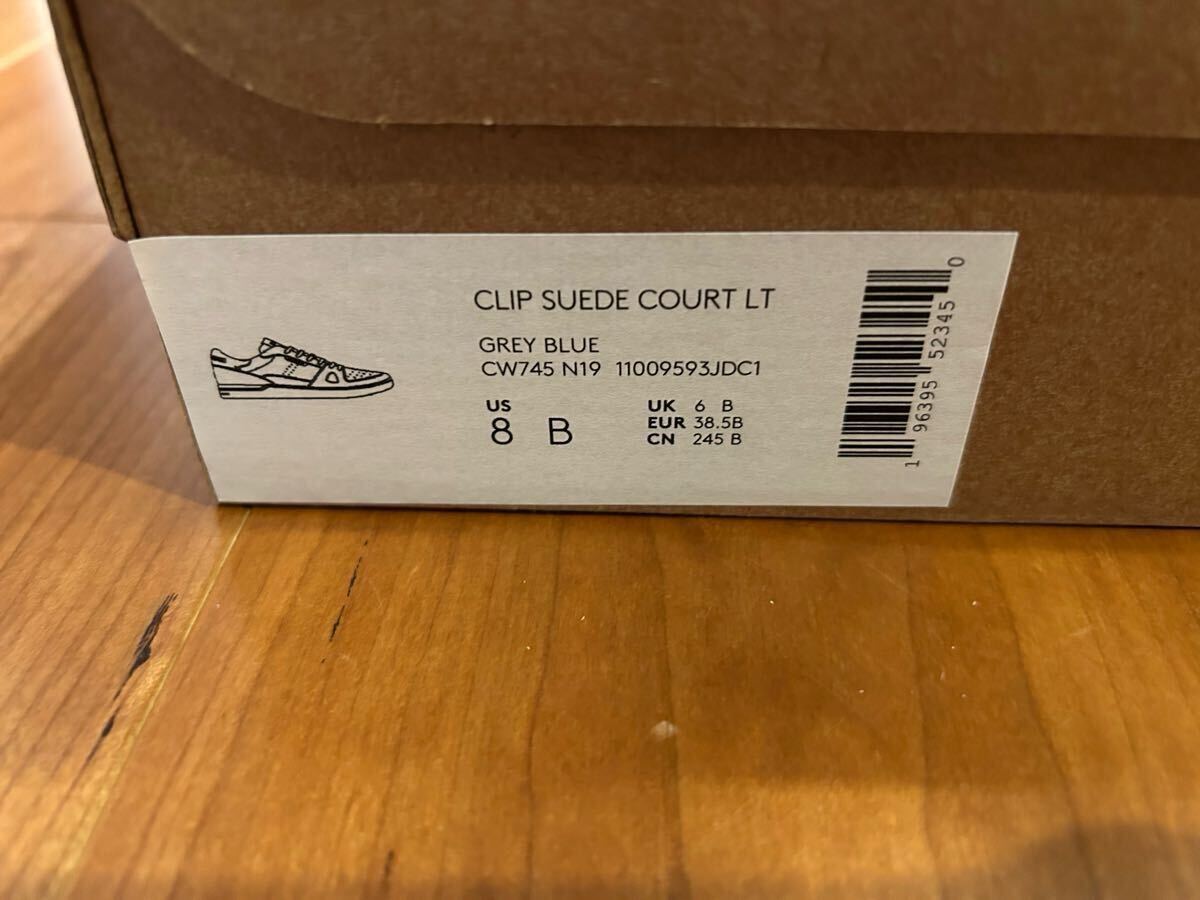 CLIP SUEDE COURT LT
GREY BLUE
CW745 N19 11009593JDC1
US
8 B
UK 6 B
EUR 38.5B
CN 245 B
1 96395 52345 0